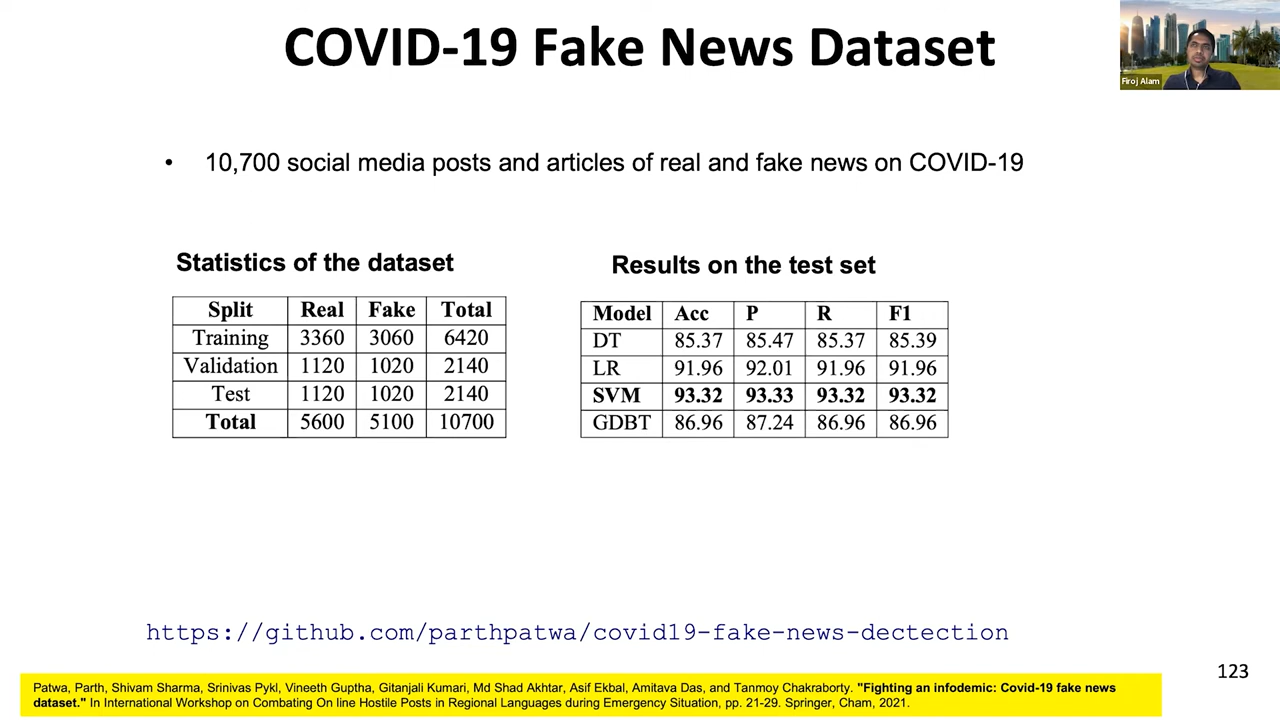 COVID-19 Fake News Dataset
Firoj Alam
• 10,700 social media posts and articles of real and fake news on COVID-19
Statistics of the dataset
Split Real Fake Total
Training 3360 3060 6420
Validation 1120 1020 2140
Test 1120 1020 2140
Total 5600 5100 10700
Results on the test set
Model Acc P R F1
DT 85.37 85.47 85.37 85.39
LR 91.96 92.01 91.96 91.96
SVM 93.32 93.33 93.32 93.32
GDBT 86.96 87.24 86.96 86.96
https://github.com/parthpatwa/covid19-fake-news-dectection
123
Patwa, Parth, Shivam Sharma, Srinivas Pykl, Vineeth Guptha, Gitanjali Kumari, Md Shad Akhtar, Asif Ekbal, Amitava Das, and Tanmoy Chakraborty. "Fighting an infodemic: Covid-19 fake news
dataset." In International Workshop on Combating On line Hostile Posts in Regional Languages during Emergency Situation, pp. 21-29. Springer, Cham, 2021.